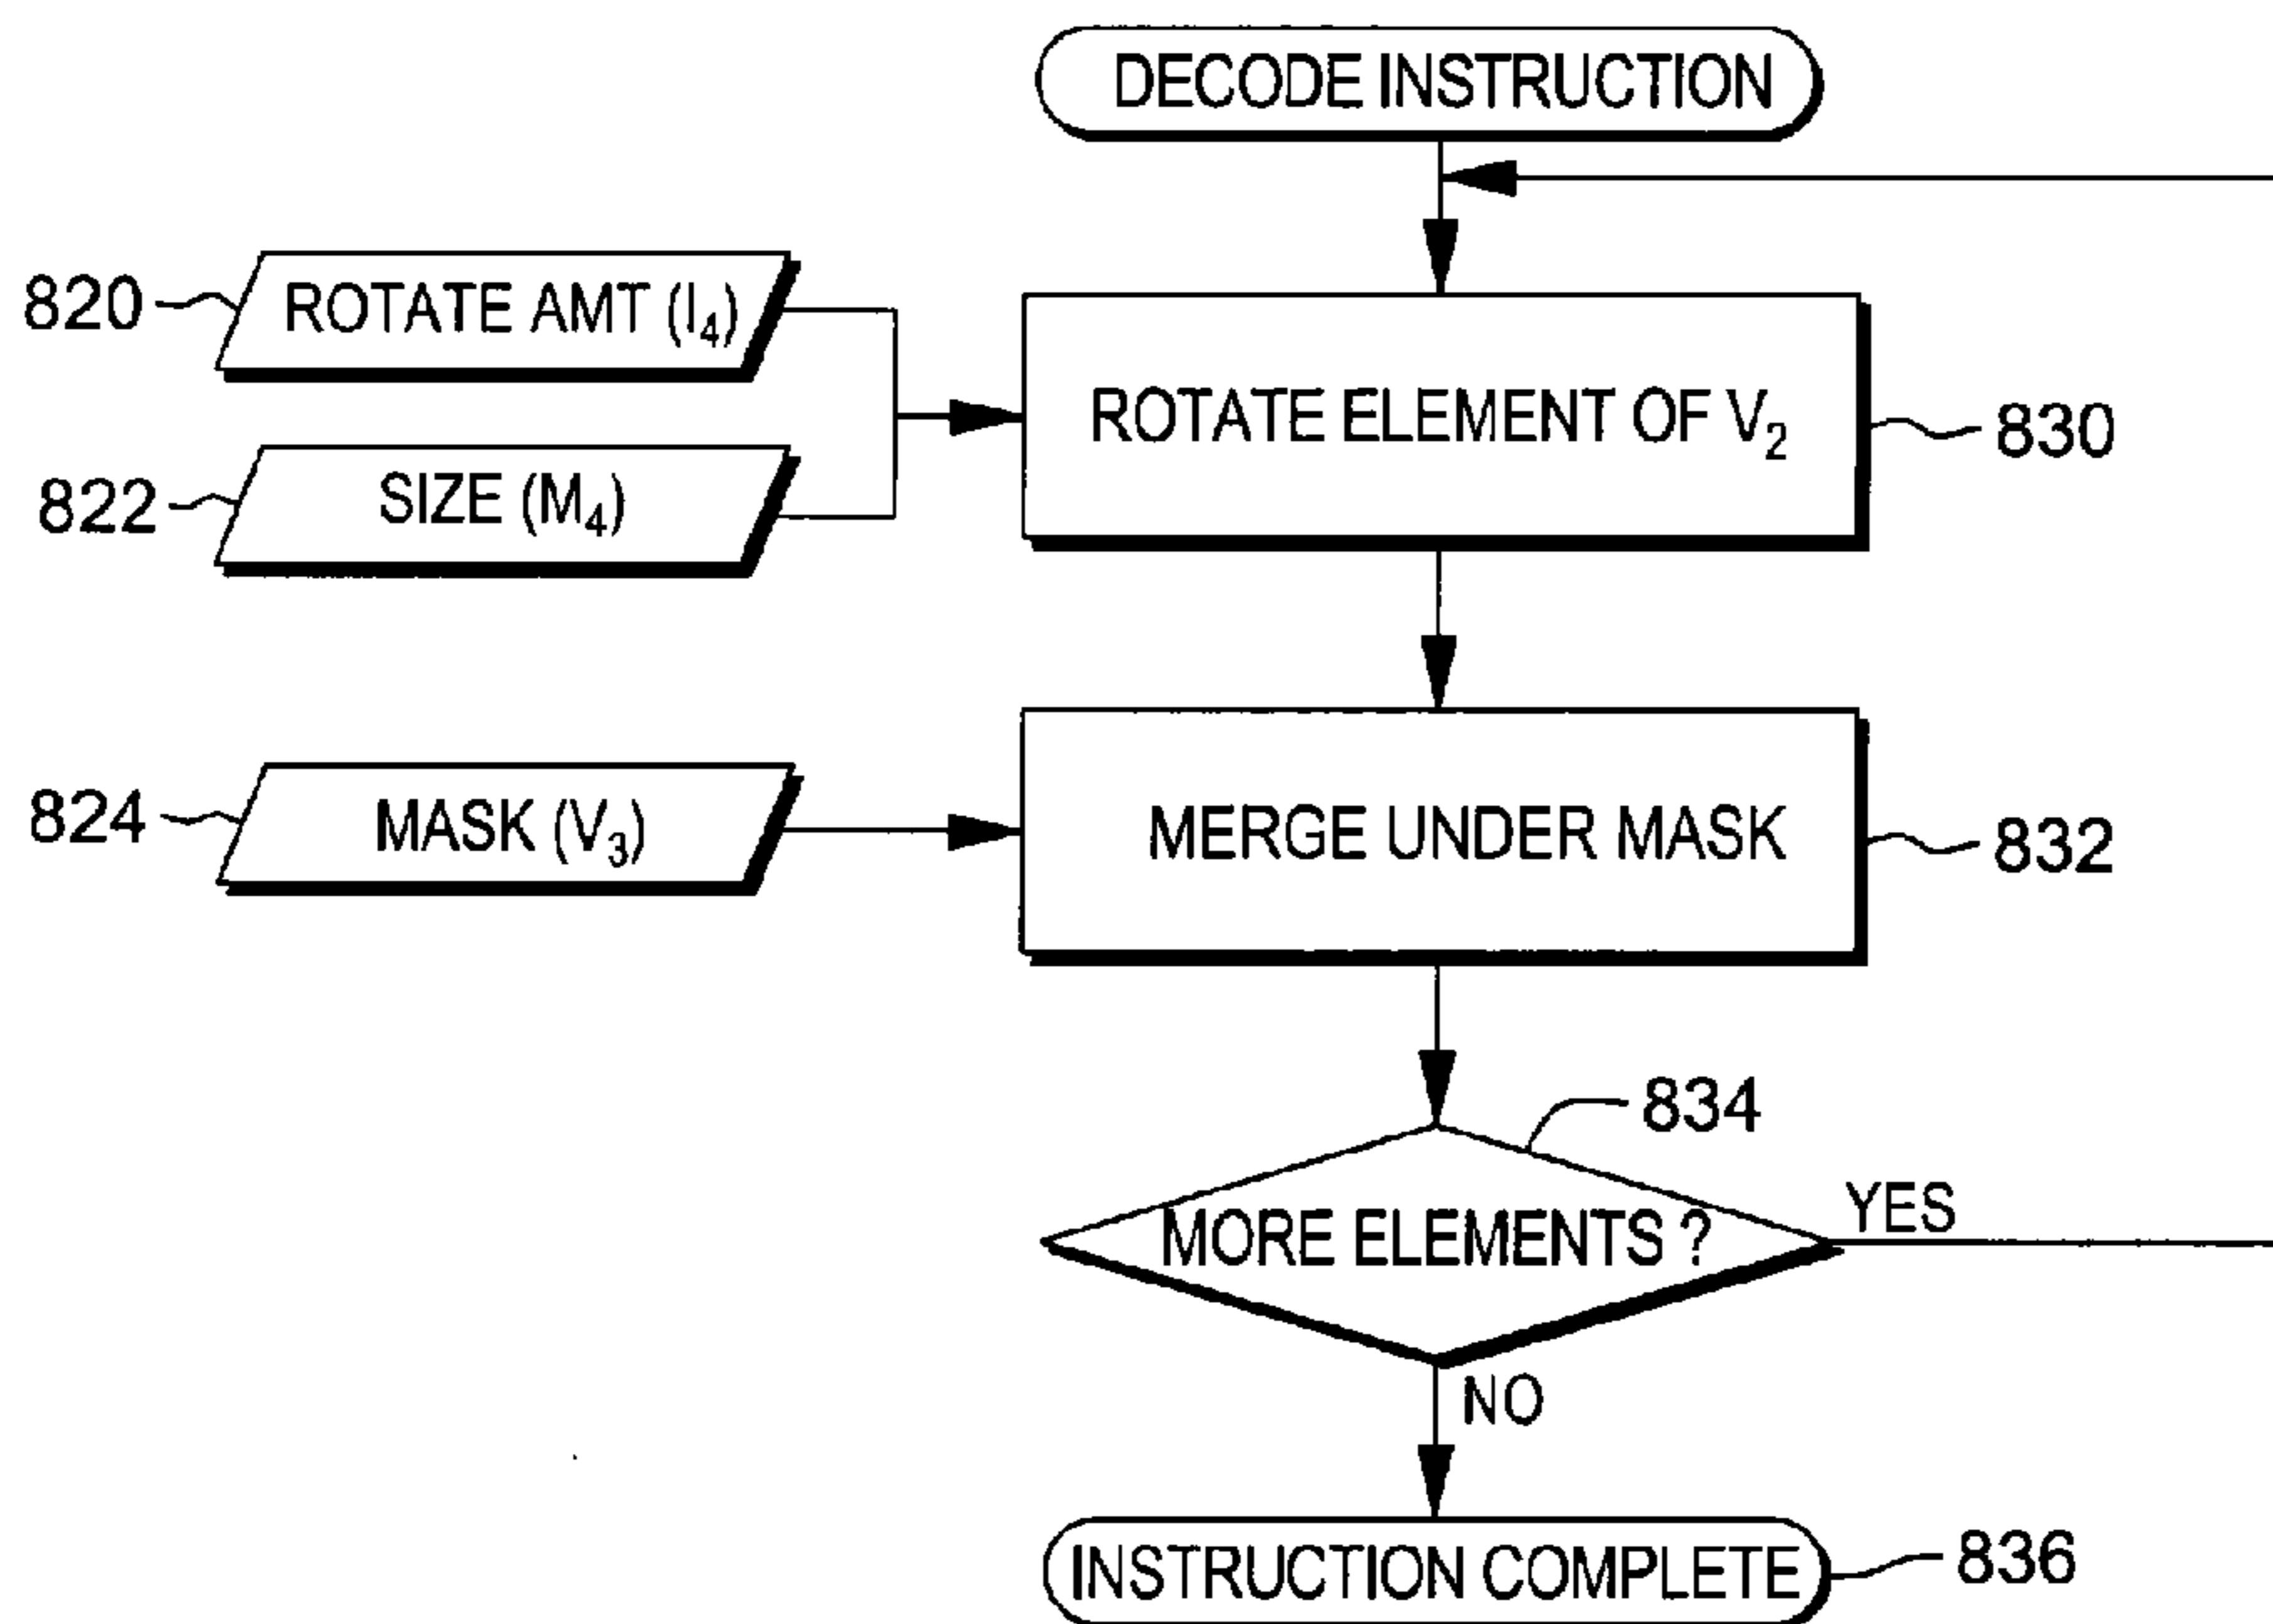 DECODE INSTRUCTION
820
ROTATE AMT (I₄)
822
SIZE (M₄)
ROTATE ELEMENT OF V₂
830
824
MASK (V₃)
MERGE UNDER MASK
832
834
MORE ELEMENTS ?
YES
NO
INSTRUCTION COMPLETE
836